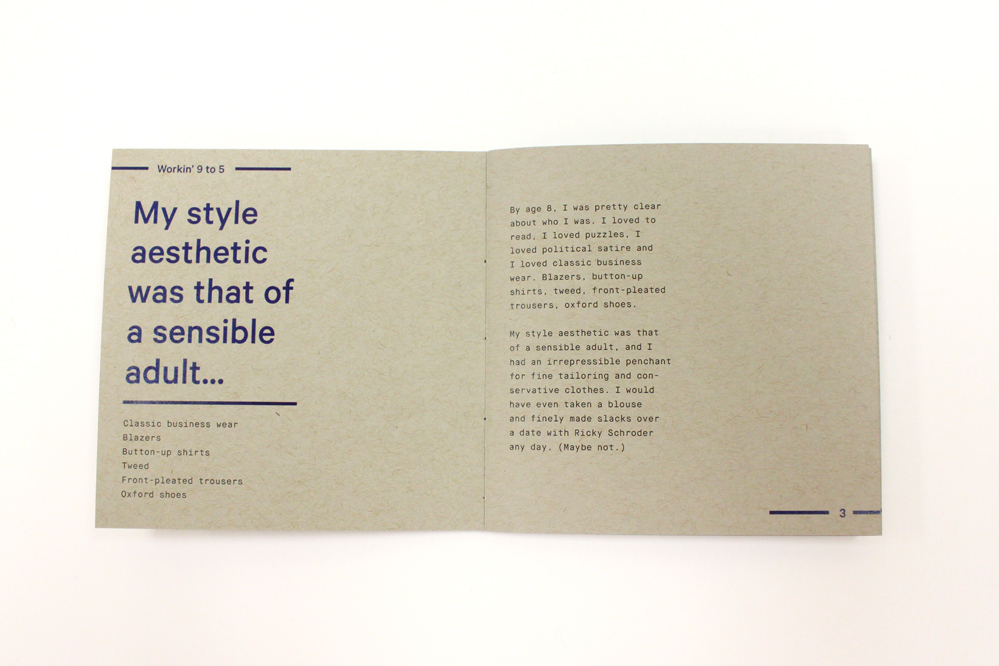 Workin' 9 to 5
My style
aesthetic
was that of
a sensible
adult...
Classic business wear
Blazers
Button-up shirts
Tweed
Front-pleated trousers
Oxford shoes
By age 8, I was pretty clear
about who I was. I loved to
read, I loved puzzles, I
loved political satire and
I loved classic business
wear. Blazers, button-up
shirts, tweed, front-pleated
trousers, oxford shoes.
My style aesthetic was that
of a sensible adult, and I
had an irrepressible penchant
for fine tailoring and con-
servative clothes. I would
have even taken a blouse
and finely made slacks over
a date with Ricky Schroder
any day. (Maybe not.)
3